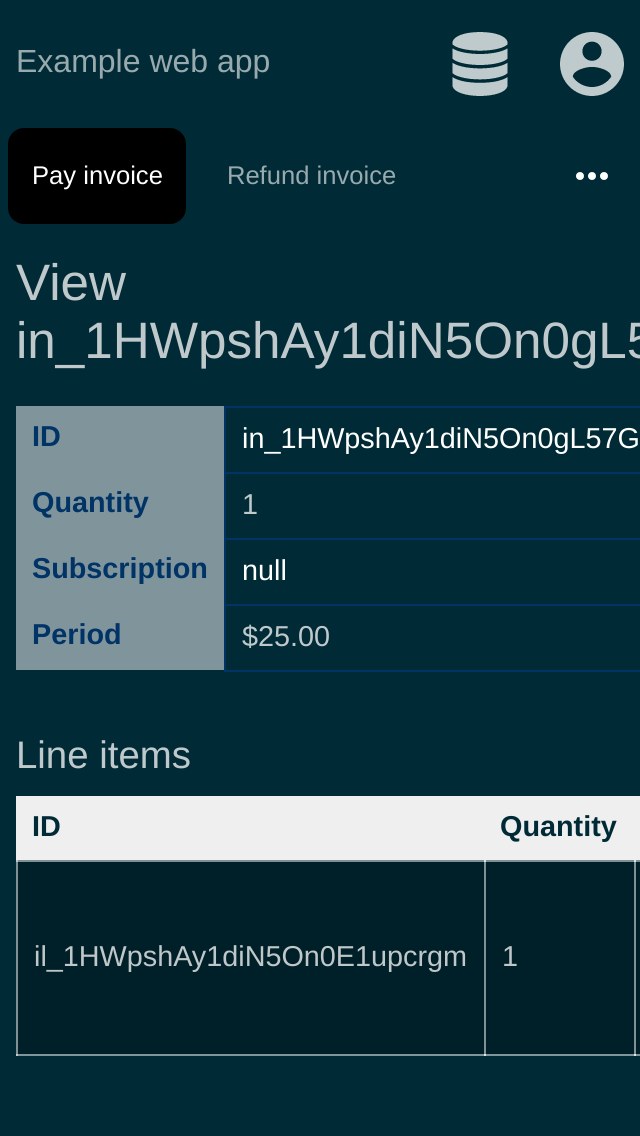 Example web app
Pay invoice Refund invoice
View
in_1HWpshAy1diN5On0gL5
ID in_1HWpshAy1diN5On0gL57G
Quantity 1
Subscription null
Period $25.00
Line items
ID Quantity
il_1HWpshAy1diN5On0E1upcrgm 1